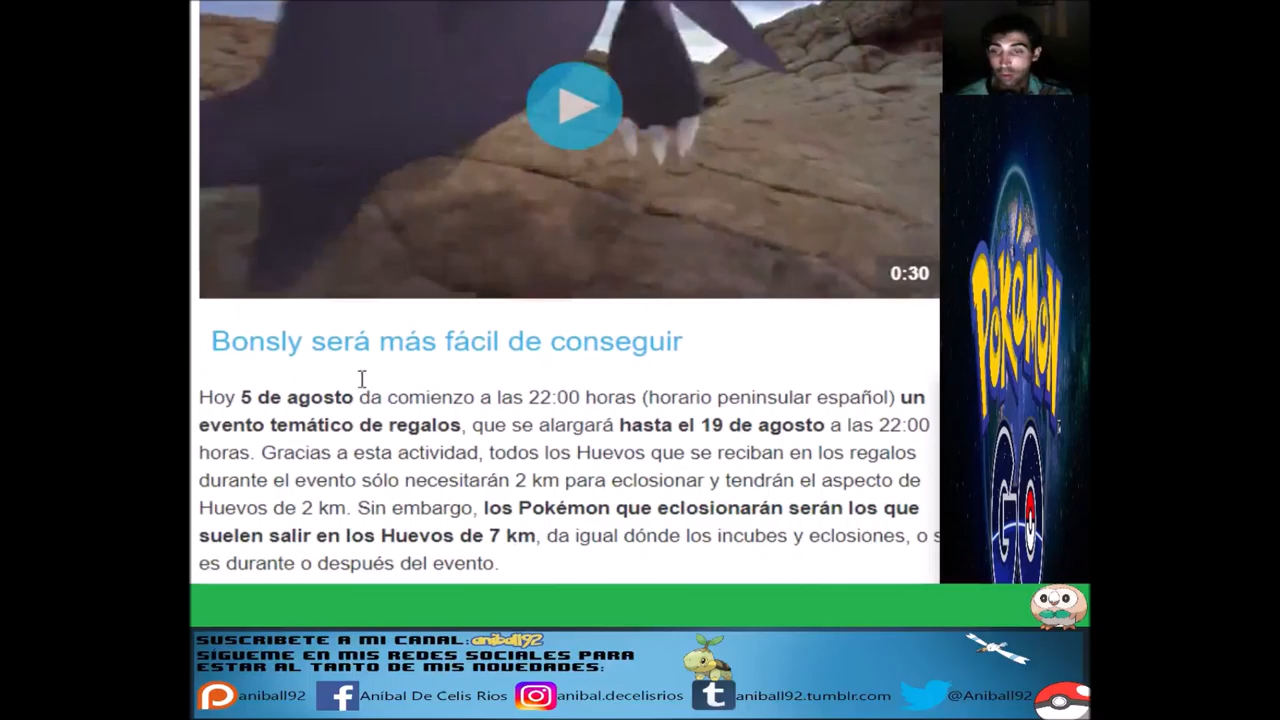 0:30
Bonsly será más fácil de conseguir
Hoy 5 de agosto da comienzo a las 22:00 horas (horario peninsular español) un
evento temático de regalos, que se alargará hasta el 19 de agosto a las 22:00
horas. Gracias a esta actividad, todos los Huevos que se reciban en los regalos
durante el evento sólo necesitarán 2 km para eclosionar y tendrán el aspecto de
Huevos de 2 km. Sin embargo, los Pokémon que eclosionarán serán los que
suelen salir en los Huevos de 7 km, da igual dónde los incubes y eclosiones, o s
es durante o después del evento.
POKéMON
GO
SUSCRIBETE A MI CANAL: aniball92
SÍGUEME EN MIS REDES SOCIALES PARA
ESTAR AL TANTO DE MIS NOVEDADES:
aniball92
Aníbal De Celis Rios
anibal.decelisrios
aniball92.tumblr.com
@Aniball92